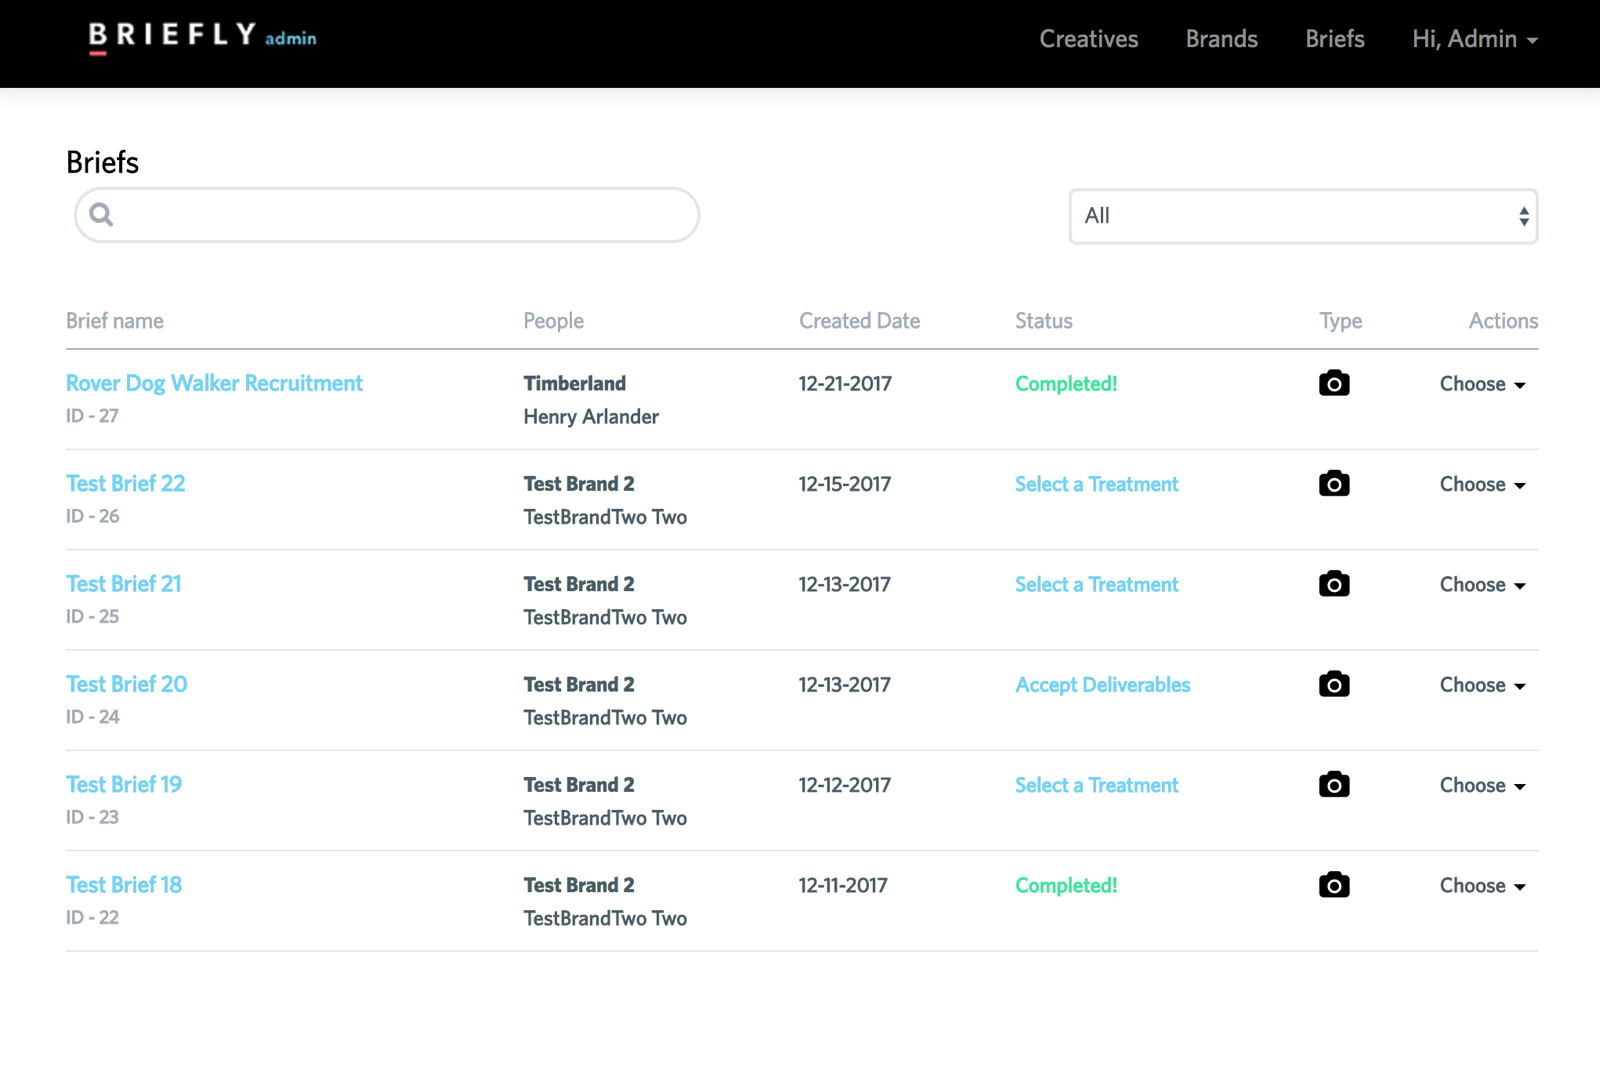 BRIEFLY admin Creatives Brands Briefs Hi, Admin
Briefs
All
Brief name People Created Date Status Type Actions
Rover Dog Walker Recruitment Timberland 12-21-2017 Completed! Choose
ID - 27 Henry Arlander
Test Brief 22 Test Brand 2 12-15-2017 Select a Treatment Choose
ID - 26 TestBrandTwo Two
Test Brief 21 Test Brand 2 12-13-2017 Select a Treatment Choose
ID - 25 TestBrandTwo Two
Test Brief 20 Test Brand 2 12-13-2017 Accept Deliverables Choose
ID - 24 TestBrandTwo Two
Test Brief 19 Test Brand 2 12-12-2017 Select a Treatment Choose
ID - 23 TestBrandTwo Two
Test Brief 18 Test Brand 2 12-11-2017 Completed! Choose
ID - 22 TestBrandTwo Two